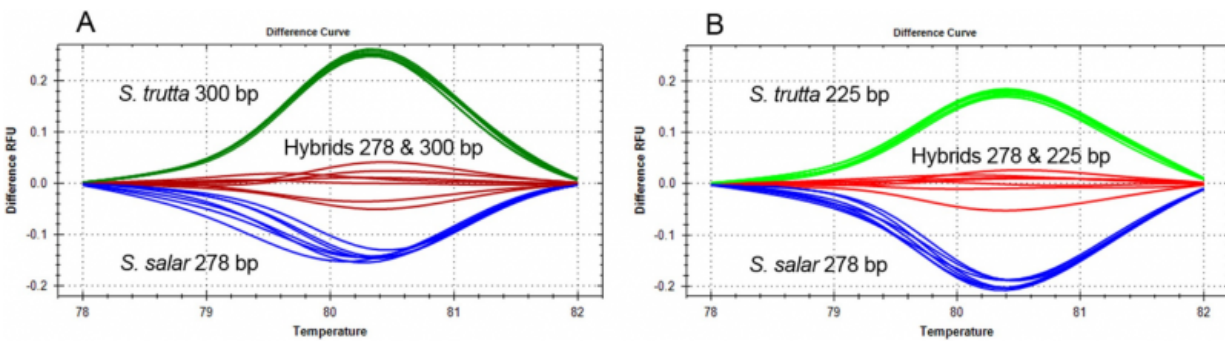 A
Difference Curve
Difference RFU
0.2
0.1
0.0
-0.1
-0.2
S. trutta 300 bp
Hybrids 278 & 300 bp
S. salar 278 bp
78 79 80 81 82
Temperature
B
Difference Curve
Difference RFU
0.2
0.1
0.0
-0.1
-0.2
S. trutta 225 bp
Hybrids 278 & 225 bp
S. salar 278 bp
78 79 80 81 82
Temperature